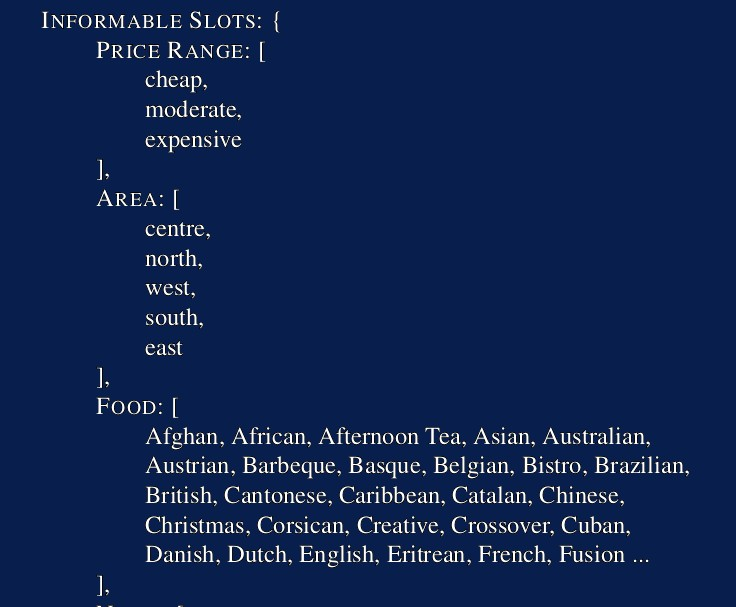 INFORMABLE SLOTS: {
PRICE RANGE: [
cheap,
moderate,
expensive
],
AREA: [
centre,
north,
west,
south,
east
],
FOOD: [
Afghan, African, Afternoon Tea, Asian, Australian,
Austrian, Barbeque, Basque, Belgian, Bistro, Brazilian,
British, Cantonese, Caribbean, Catalan, Chinese,
Christmas, Corsican, Creative, Crossover, Cuban,
Danish, Dutch, English, Eritrean, French, Fusion ...
],